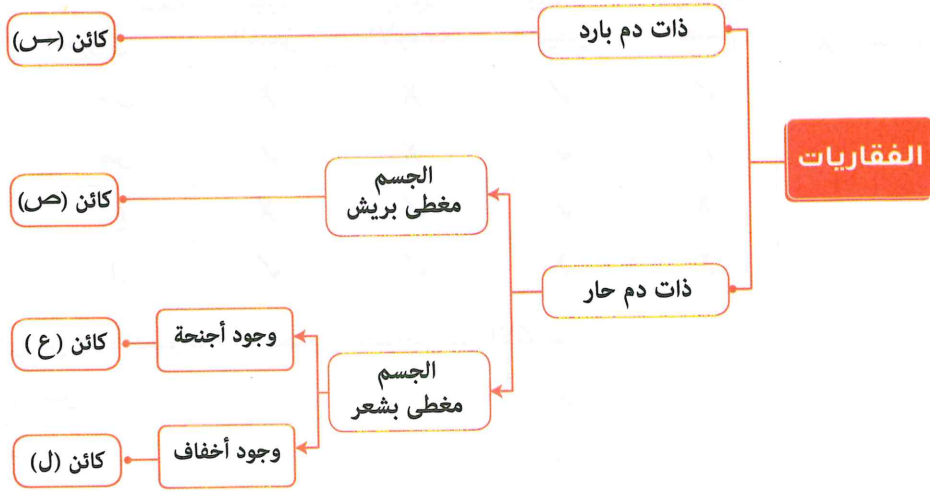 الفقاريات
ذات دم بارد
كائن (س)
ذات دم حار
الجسم
مغطى بريش
كائن (ص)
الجسم
مغطى بشعر
وجود أجنحة
كائن (ع)
وجود أخفاف
كائن (ل)